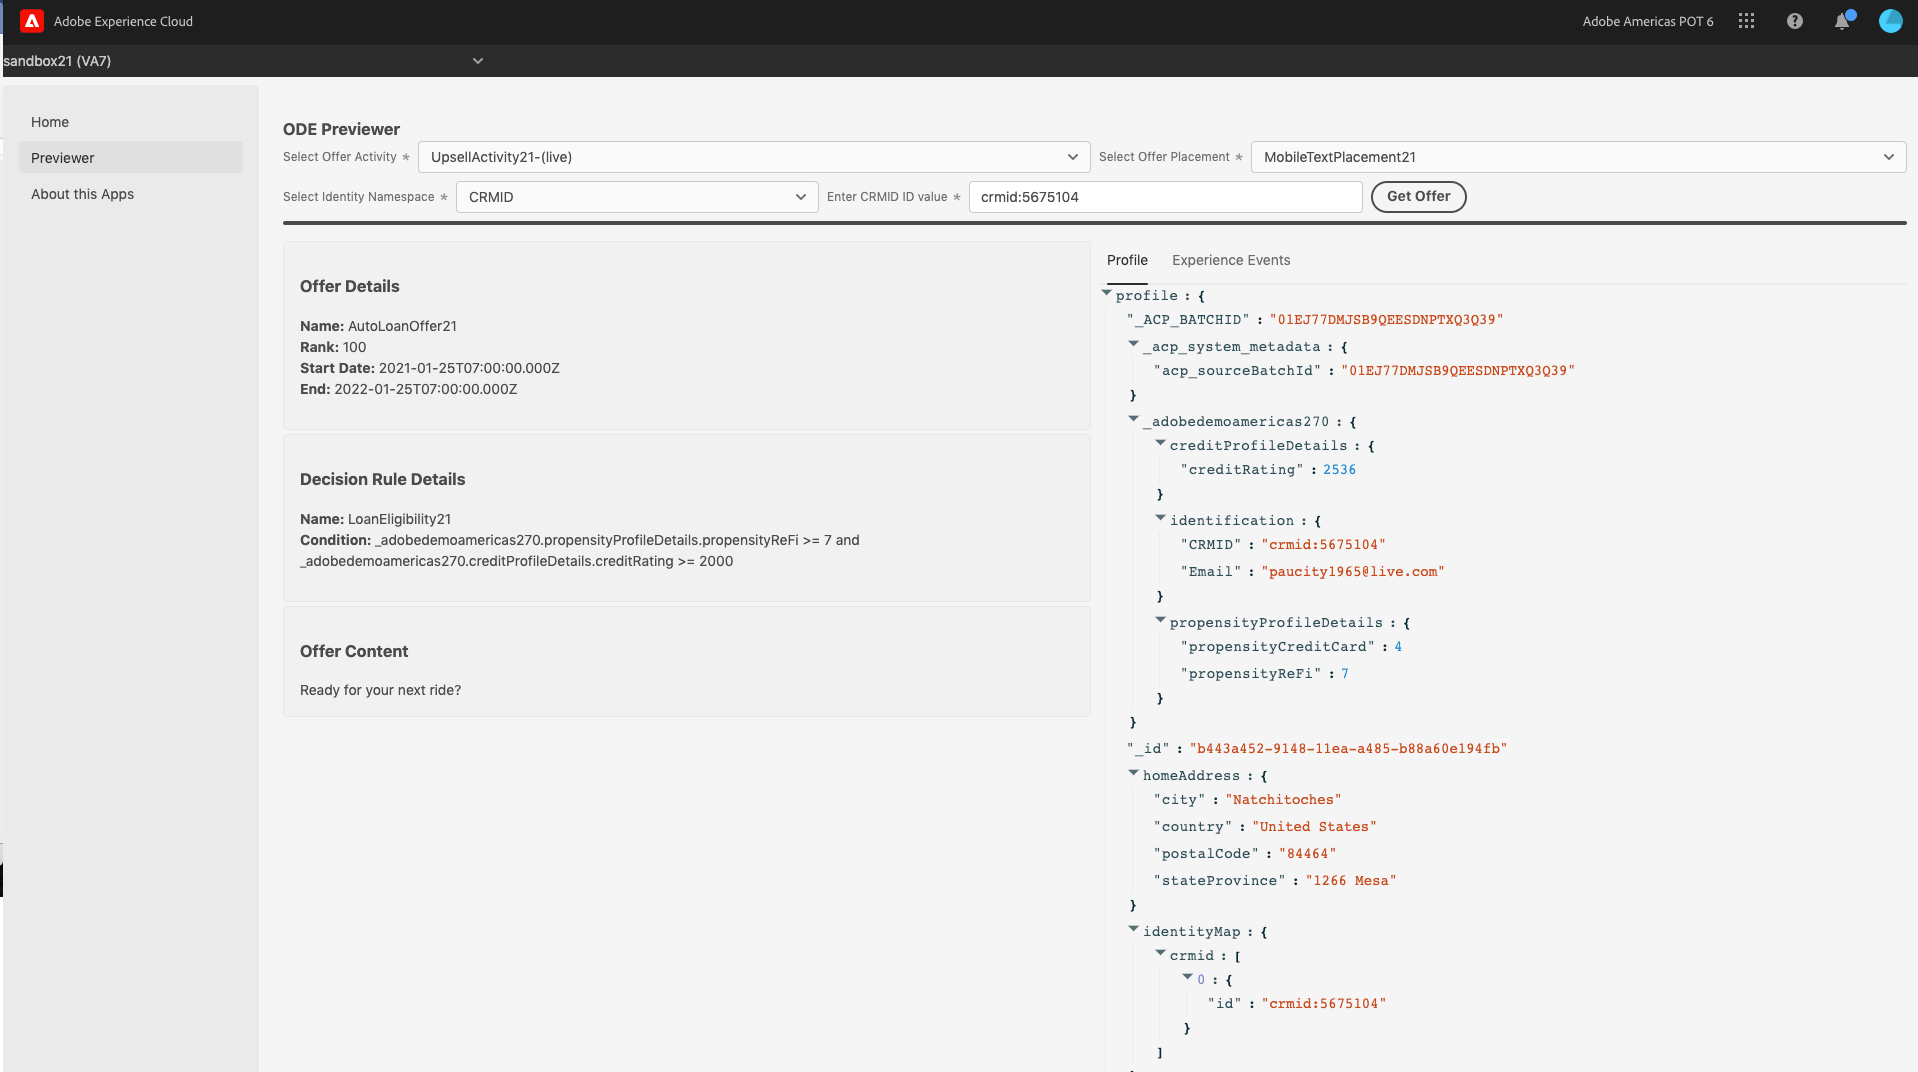 Adobe Experience Cloud
Adobe Americas POT 6
sandbox21 (VA7)
Home
Previewer
About this Apps
ODE Previewer
Select Offer Activity * UpsellActivity21-(live) Select Offer Placement * MobileTextPlacement21
Select Identity Namespace * CRMID Enter CRMID ID value * crmid:5675104 Get Offer
Offer Details
Name: AutoLoanOffer21
Rank: 100
Start Date: 2021-01-25T07:00:00.000Z
End: 2022-01-25T07:00:00.000Z
Decision Rule Details
Name: LoanEligibility21
Condition: _adobedemoamericas270.propensityProfileDetails.propensityReFi >= 7 and
_adobedemoamericas270.creditProfileDetails.creditRating >= 2000
Offer Content
Ready for your next ride?
Profile Experience Events
profile : {
"_ACP_BATCHID" : "01EJ77DMJSB9QEESDNPTXQ3Q39"
_acp_system_metadata : {
"acp_sourceBatchId" : "01EJ77DMJSB9QEESDNPTXQ3Q39"
}
_adobedemoamericas270 : {
creditProfileDetails : {
"creditRating" : 2536
}
identification : {
"CRMID" : "crmid:5675104"
"Email" : "paucity1965@live.com"
}
propensityProfileDetails : {
"propensityCreditCard" : 4
"propensityReFi" : 7
}
}
"_id" : "b443a452-9148-11ea-a485-b88a60e194fb"
homeAddress : {
"city" : "Natchitoches"
"country" : "United States"
"postalCode" : "84464"
"stateProvince" : "1266 Mesa"
}
identityMap : {
crmid : [
0 : {
"id" : "crmid:5675104"
}
]